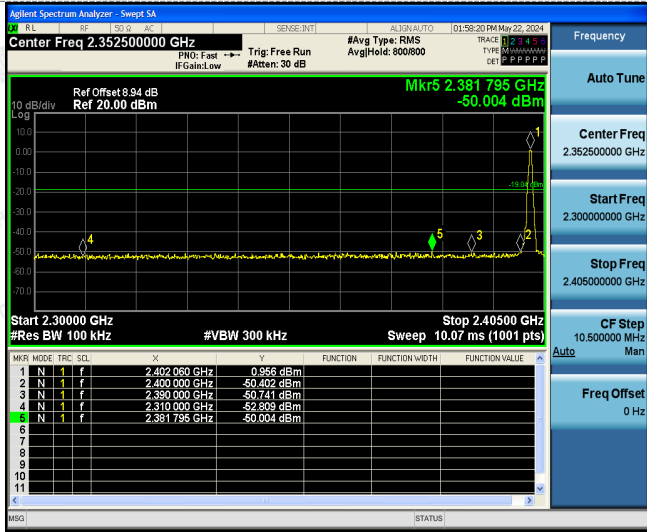 Agilent Spectrum Analyzer - Swept SA
RL RF 50 Ω AC SENSE:INT ALIGN AUTO 01:58:20 PM May 22, 2024
Center Freq 2.352500000 GHz
PNO: Fast
IFGain:Low
Trig: Free Run
#Atten: 30 dB
#Avg Type: RMS
Avg|Hold: 800/800
TRACE 1 2 3 4 5 6
TYPE M
DET P P P P P P
Frequency
Auto Tune
Center Freq
2.352500000 GHz
Start Freq
2.300000000 GHz
Stop Freq
2.405000000 GHz
CF Step
10.500000 MHz
Auto Man
Freq Offset
0 Hz
Mkr5 2.381 795 GHz
-50.004 dBm
Ref Offset 8.94 dB
10 dB/div Ref 20.00 dBm
Log
10.0
0.00
-10.0
-20.0
-30.0
-40.0
-50.0
-60.0
-70.0
-19.04 dBm
1
2
3
4
5
Start 2.30000 GHz Stop 2.40500 GHz
#Res BW 100 kHz #VBW 300 kHz Sweep 10.07 ms (1001 pts)
MKR MODE TRC SCL X Y FUNCTION FUNCTION WIDTH FUNCTION VALUE
1 N 1 f 2.402 060 GHz 0.956 dBm
2 N 1 f 2.400 000 GHz -50.402 dBm
3 N 1 f 2.390 000 GHz -50.741 dBm
4 N 1 f 2.310 000 GHz -52.809 dBm
5 N 1 f 2.381 795 GHz -50.004 dBm
6
7
8
9
10
11
MSG STATUS